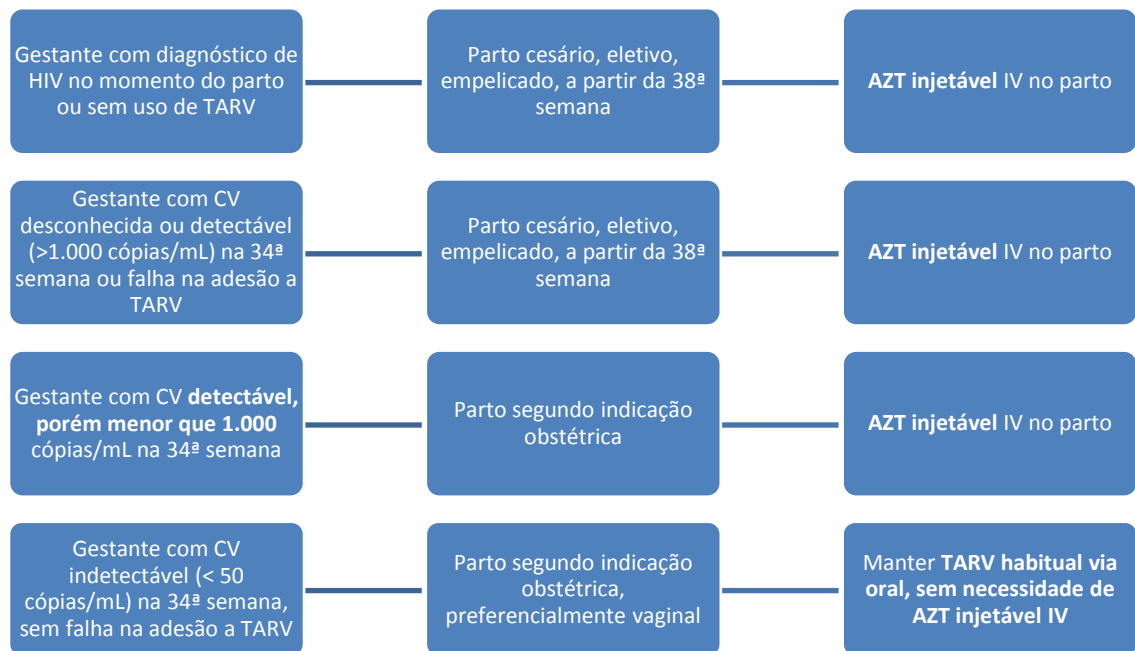 Gestante com diagnóstico de
HIV no momento do parto
ou sem uso de TARV
Parto cesário, eletivo,
empelicado, a partir da 38ª
semana
AZT injetável IV no parto
Gestante com CV
desconhecida ou detectável
(>1.000 cópias/mL) na 34ª
semana ou falha na adesão a
TARV
Parto cesário, eletivo,
empelicado, a partir da 38ª
semana
AZT injetável IV no parto
Gestante com CV detectável,
porém menor que 1.000
cópias/mL na 34ª semana
Parto segundo indicação
obstétrica
AZT injetável IV no parto
Gestante com CV
indetectável (< 50
cópias/mL) na 34ª semana,
sem falha na adesão a TARV
Parto segundo indicação
obstétrica,
preferencialmente vaginal
Manter TARV habitual via
oral, sem necessidade de
AZT injetável IV